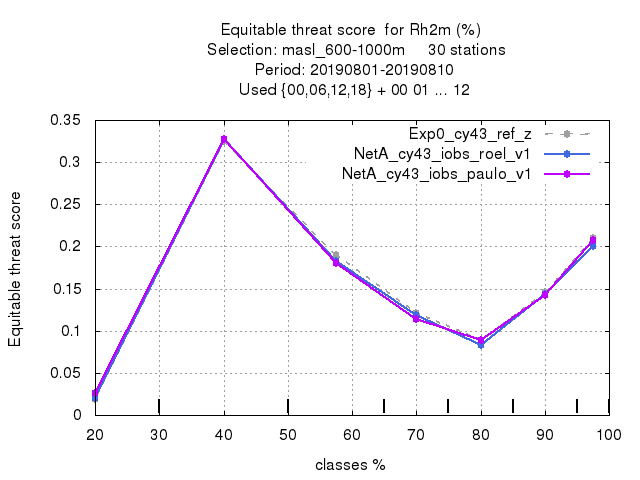 Equitable threat score  for Rh2m (%)
Selection: masl_600-1000m     30 stations
Period: 20190801-20190810
Used {00,06,12,18} + 00 01 ... 12
Exp0_cy43_ref_z
NetA_cy43_iobs_roel_v1
NetA_cy43_iobs_paulo_v1
Equitable threat score
0.35
0.3
0.25
0.2
0.15
0.1
0.05
0
20 30 40 50 60 70 80 90 100
classes %